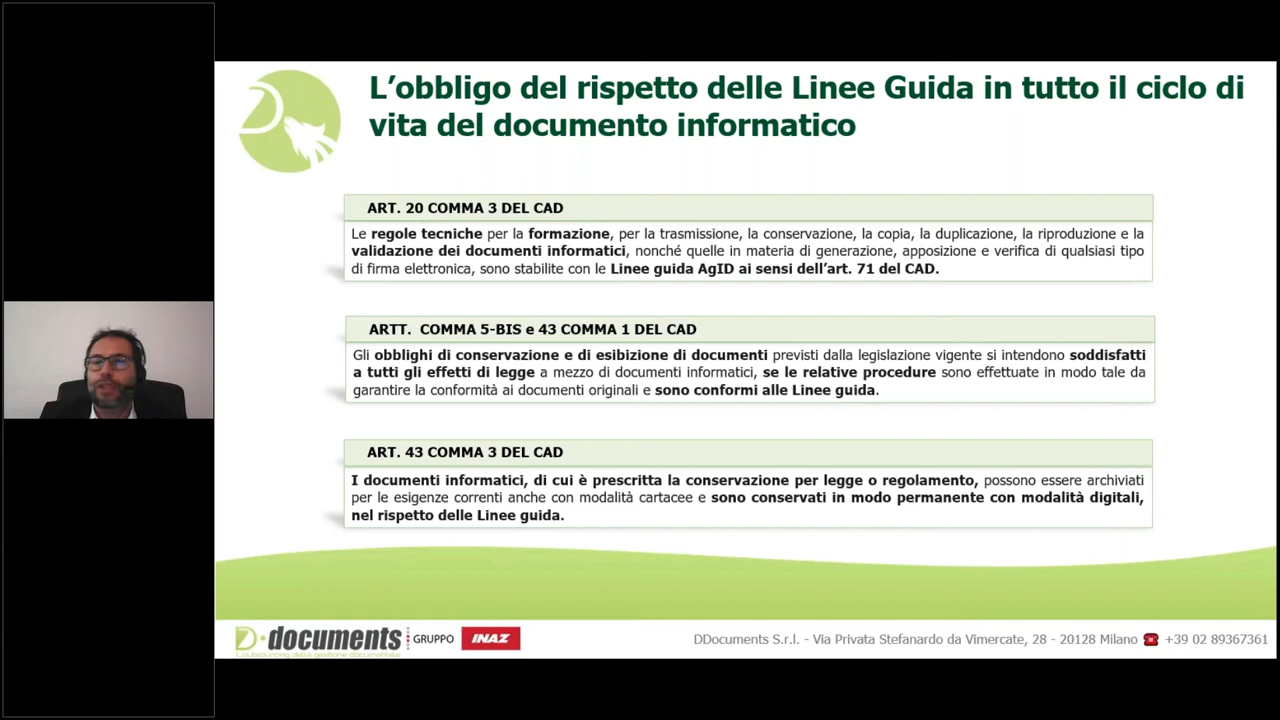 L’obbligo del rispetto delle Linee Guida in tutto il ciclo di
vita del documento informatico
ART. 20 COMMA 3 DEL CAD
Le regole tecniche per la formazione, per la trasmissione, la conservazione, la copia, la duplicazione, la riproduzione e la
validazione dei documenti informatici, nonché quelle in materia di generazione, apposizione e verifica di qualsiasi tipo
di firma elettronica, sono stabilite con le Linee guida AgID ai sensi dell’art. 71 del CAD.
ARTT. COMMA 5-BIS e 43 COMMA 1 DEL CAD
Gli obblighi di conservazione e di esibizione di documenti previsti dalla legislazione vigente si intendono soddisfatti
a tutti gli effetti di legge a mezzo di documenti informatici, se le relative procedure sono effettuate in modo tale da
garantire la conformità ai documenti originali e sono conformi alle Linee guida.
ART. 43 COMMA 3 DEL CAD
I documenti informatici, di cui è prescritta la conservazione per legge o regolamento, possono essere archiviati
per le esigenze correnti anche con modalità cartacee e sono conservati in modo permanente con modalità digitali,
nel rispetto delle Linee guida.
D·documents GRUPPO INAZ
L'outsourcing della gestione documentale
DDocuments S.r.l. - Via Privata Stefanardo da Vimercate, 28 - 20128 Milano ☎ +39 02 89367361